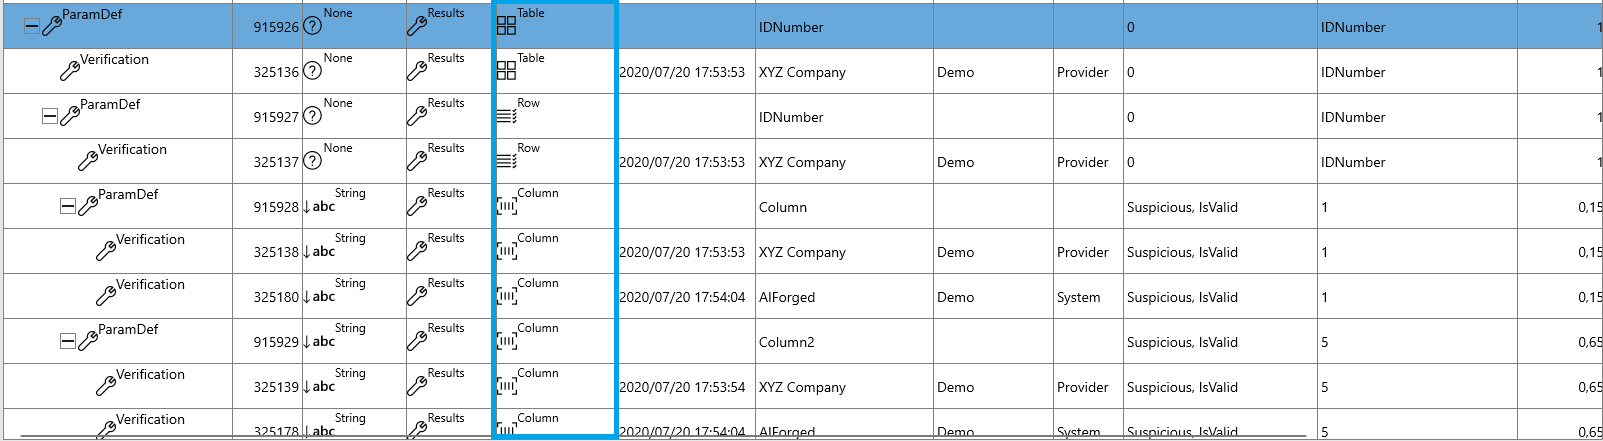 ParamDef 915926 None Results Table IDNumber 0 IDNumber 1
Verification 325136 None Results Table 2020/07/20 17:53:53 XYZ Company Demo Provider 0 IDNumber 1
ParamDef 915927 None Results Row IDNumber 0 IDNumber 1
Verification 325137 None Results Row 2020/07/20 17:53:53 XYZ Company Demo Provider 0 IDNumber 1
ParamDef 915928 String abc Results Column Column Suspicious, IsValid 1 0,15
Verification 325138 String abc Results Column 2020/07/20 17:53:53 XYZ Company Demo Provider Suspicious, IsValid 1 0,15
Verification 325180 String abc Results Column 2020/07/20 17:54:04 AIForged Demo System Suspicious, IsValid 1 0,15
ParamDef 915929 String abc Results Column Column2 Suspicious, IsValid 5 0,65
Verification 325139 String abc Results Column 2020/07/20 17:53:54 XYZ Company Demo Provider Suspicious, IsValid 5 0,65
Verification 325178 String abc Results Column 2020/07/20 17:54:04 AIForged Demo System Suspicious, IsValid 5 0,65